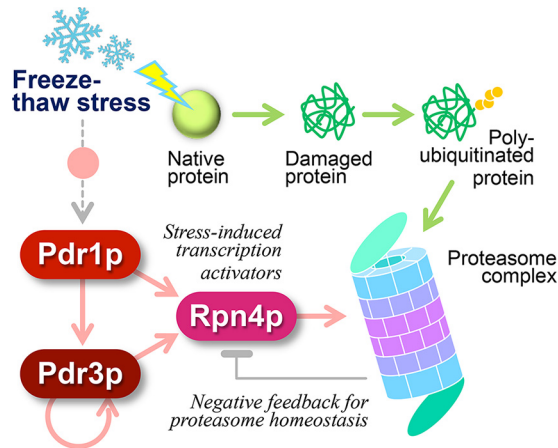 Freeze-
thaw stress
Native
protein
Damaged
protein
Poly-
ubiquitinated
protein
Pdr1p
Stress-induced
transcription
activators
Proteasome
complex
Rpn4p
Pdr3p
Negative feedback for
proteasome homeostasis